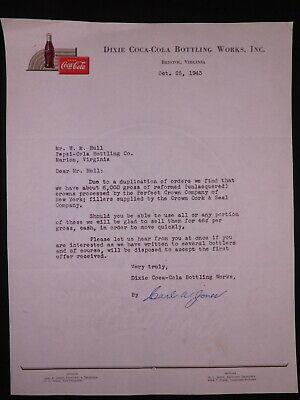 DRINK
Coca-Cola
DIXIE COCA-COLA BOTTLING WORKS, INC.
BRISTOL, VIRGINIA
Oct. 25, 1943
Mr. W. M. Hull
Pepsi-Cola Bottling Co.
Marion, Virginia
Dear Mr. Hull:
Due to a duplication of orders we find that
we have about 6,000 gross of reformed (unlacquered)
crowns processed by the Perfect Crown Company of
New York; fillers supplied by the Crown Cork & Seal
Company.
Should you be able to use all or any portion
of these we will be glad to sell them for 46¢ per
gross, cash, in order to move quickly.
Please let us hear from you at once if you
are interested as we have written to several bottlers
and of course, will be disposed to accept the first
offer received.
Very truly,
Dixie Coca-Cola Bottling Works,
By Carl A. Jones